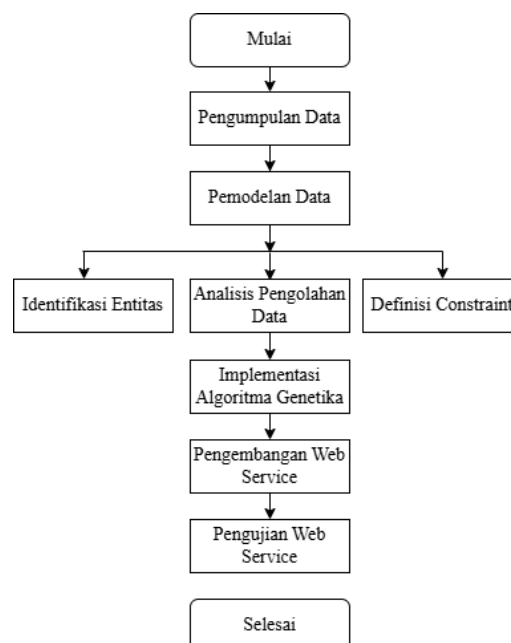 Mulai
Pengumpulan Data
Pemodelan Data
Identifikasi Entitas
Analisis Pengolahan
Data
Definisi Constraint
Implementasi
Algoritma Genetika
Pengembangan Web
Service
Pengujian Web
Service
Selesai